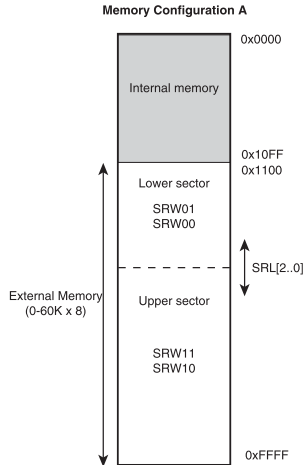 Memory Configuration A
0x0000
Internal memory
0x10FF
0x1100
Lower sector
SRW01
SRW00
SRL[2..0]
External Memory
(0-60K x 8)
Upper sector
SRW11
SRW10
0xFFFF